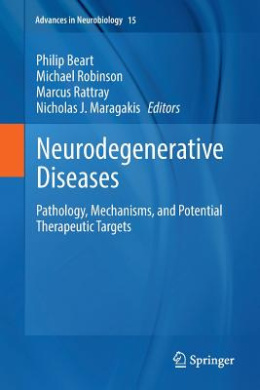 Advances in Neurobiology 15
Philip Beart
Michael Robinson
Marcus Rattray
Nicholas J. Maragakis Editors
Neurodegenerative
Diseases
Pathology, Mechanisms, and Potential
Therapeutic Targets
Springer